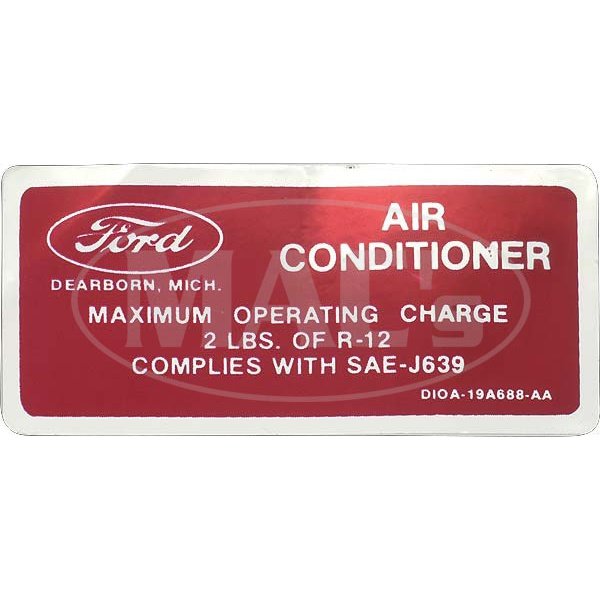 Ford
DEARBORN, MICH.
AIR
CONDITIONER
MAXIMUM OPERATING CHARGE
2 LBS. OF R-12
COMPLIES WITH SAE-J639
DIOA-19A688-AA
MAL's